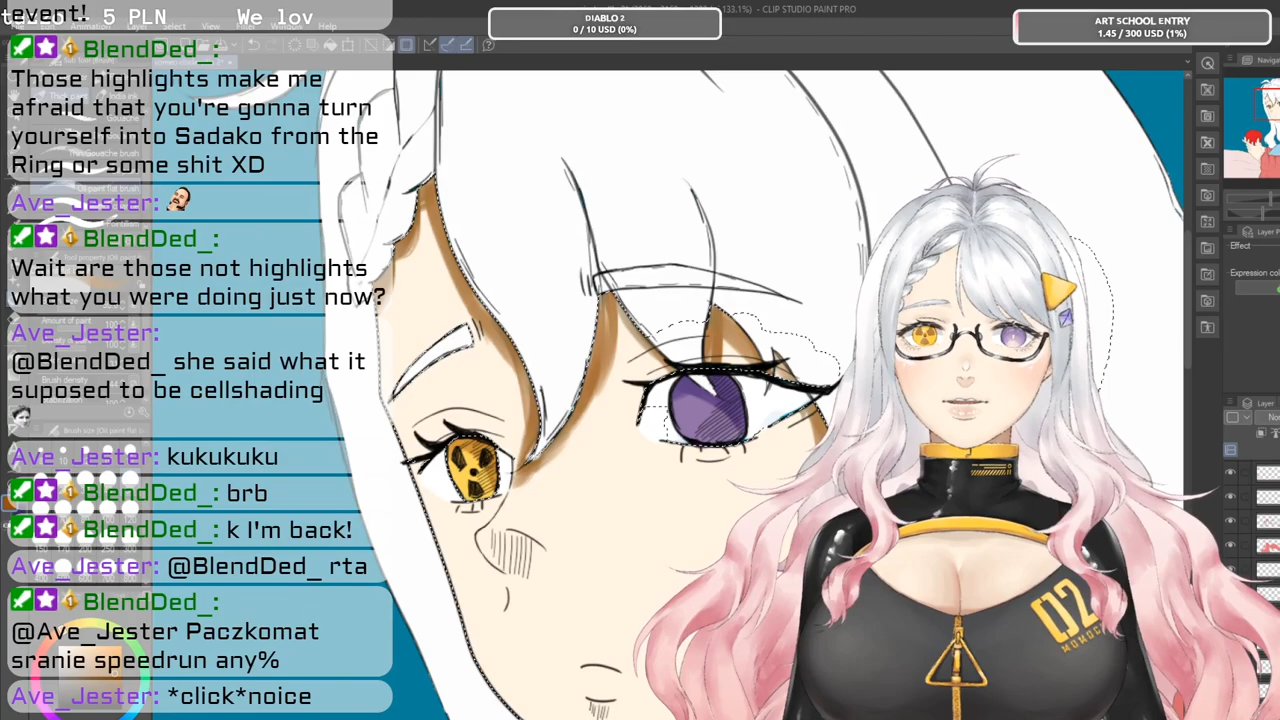 event!
- 5 PLN We lov
CLIP STUDIO PAINT PRO
DIABLO 2
0 / 10 USD (0%)
ART SCHOOL ENTRY
1.45 / 300 USD (1%)
BlendDed_:
Those highlights make me
afraid that you're gonna turn
yourself into Sadako from the
Ring or some shit XD
Ave_Jester:
BlendDed_:
Wait are those not highlights
what you were doing just now?
Ave_Jester:
@BlendDed_ she said what it
suposed to be cellshading
Ave_Jester: kukukuku
BlendDed_: brb
BlendDed_: k I'm back!
Ave_Jester: @BlendDed_ rta
BlendDed_:
@Ave_Jester Paczkomat
sranie speedrun any%
Ave_Jester: *click*noice
Effect
Expression col
Layer
02